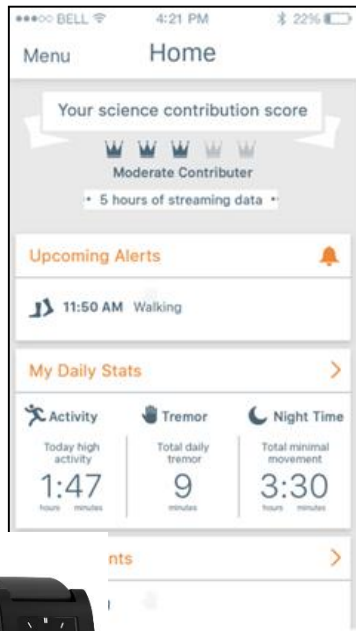 ●●●○○ BELL 4:21 PM 22%
Menu Home
Your science contribution score
Moderate Contributer
• 5 hours of streaming data •
Upcoming Alerts
11:50 AM Walking
My Daily Stats
Activity Tremor Night Time
Today high activity Total daily tremor Total minimal movement
1:47 9 3:30
hours minutes minutes hours minutes
nts